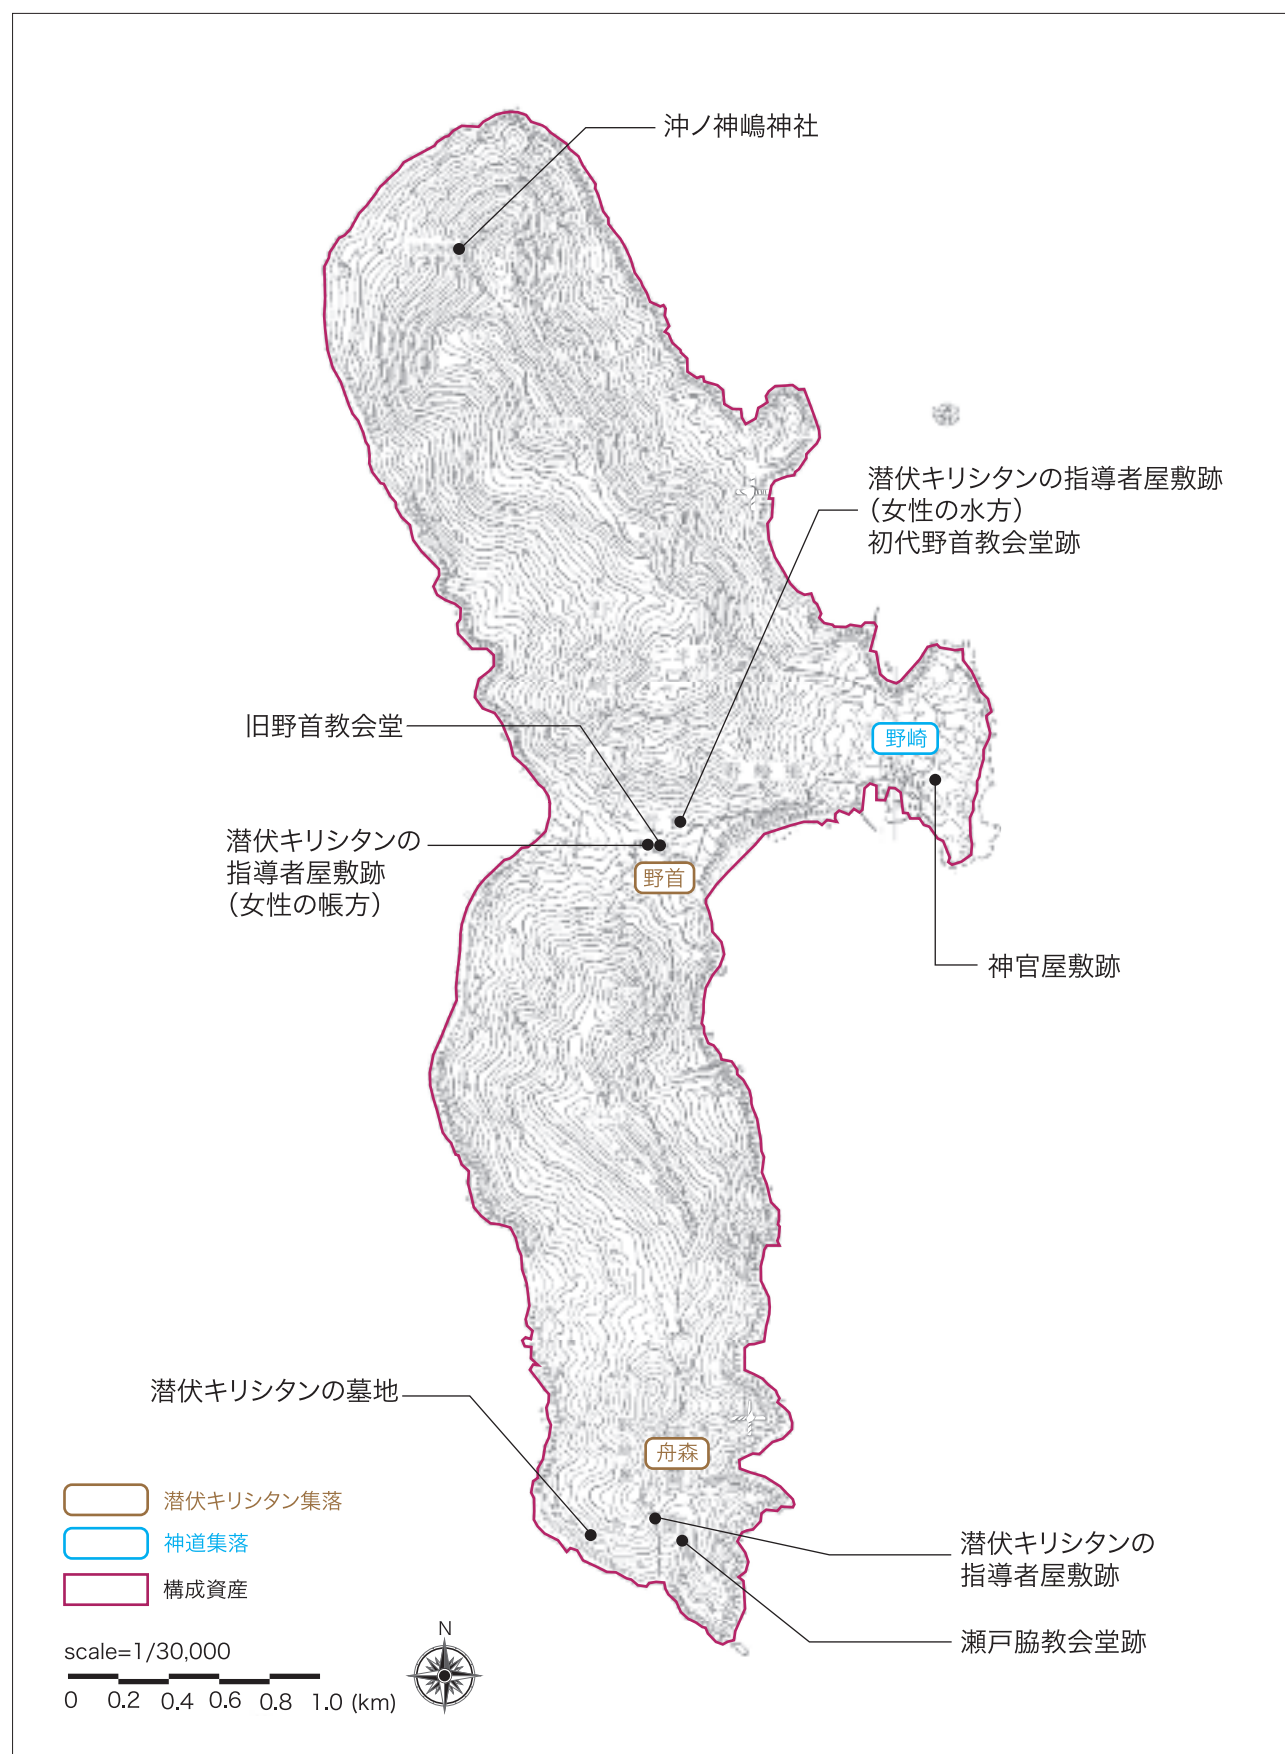 沖ノ神嶋神社
潜伏キリシタンの指導者屋敷跡
（女性の水方）
初代野首教会堂跡
旧野首教会堂
野崎
潜伏キリシタンの
指導者屋敷跡
（女性の帳方）
野首
神官屋敷跡
潜伏キリシタンの墓地
舟森
潜伏キリシタン集落
神道集落
構成資産
潜伏キリシタンの
指導者屋敷跡
瀬戸脇教会堂跡
scale=1/30,000
0 0.2 0.4 0.6 0.8 1.0 (km)
N